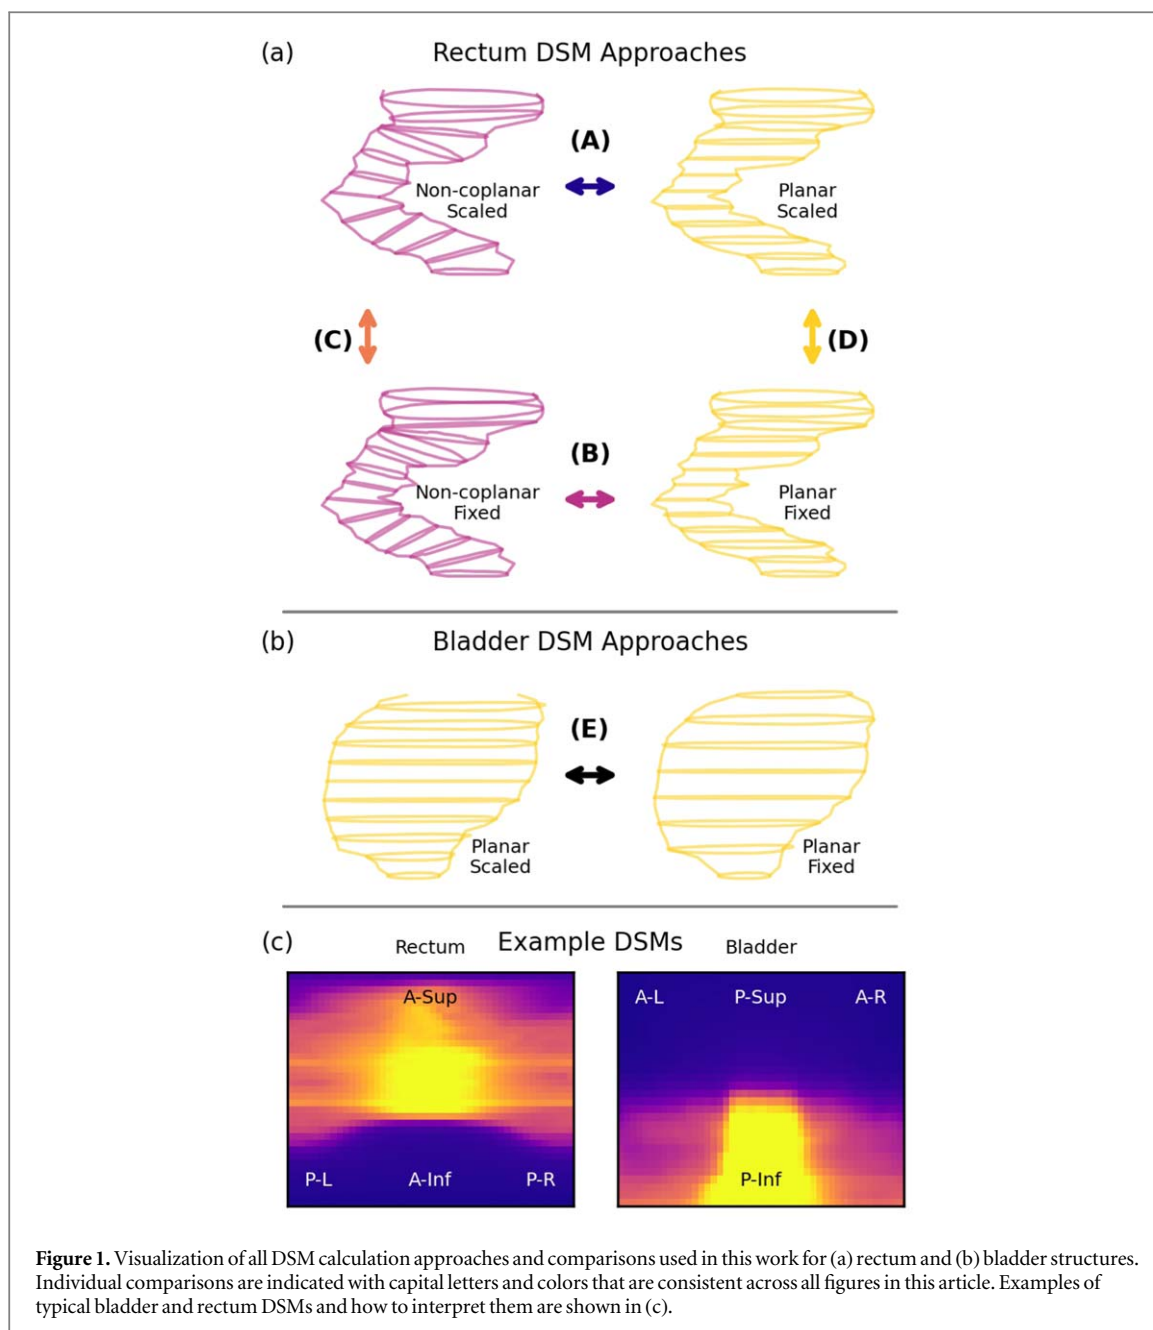 (a) Rectum DSM Approaches
(A)
Non-coplanar
Scaled
Planar
Scaled
(C)
(D)
(B)
Non-coplanar
Fixed
Planar
Fixed
(b) Bladder DSM Approaches
(E)
Planar
Scaled
Planar
Fixed
(c) Example DSMs
Rectum
Bladder
A-Sup
P-L A-Inf P-R
A-L P-Sup A-R
P-Inf
Figure 1. Visualization of all DSM calculation approaches and comparisons used in this work for (a) rectum and (b) bladder structures.
Individual comparisons are indicated with capital letters and colors that are consistent across all figures in this article. Examples of
typical bladder and rectum DSMs and how to interpret them are shown in (c).